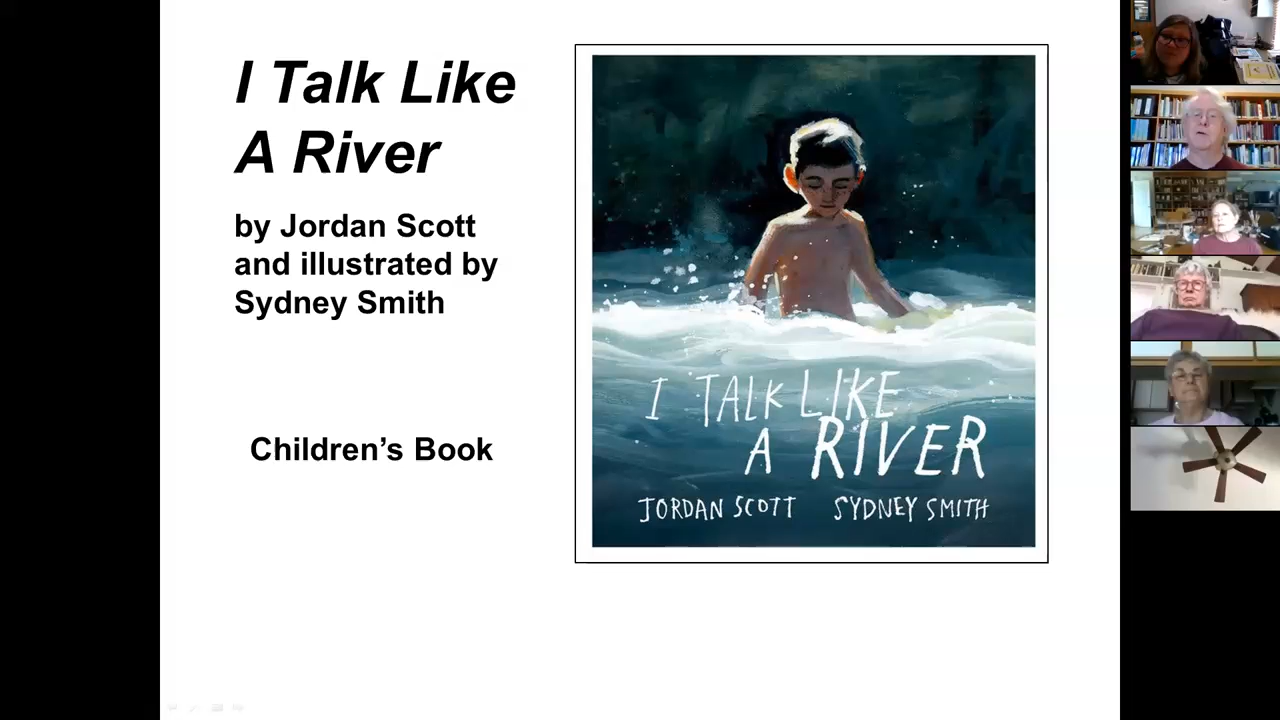 I Talk Like
A River
by Jordan Scott
and illustrated by
Sydney Smith
Children’s Book
I TALK LIKE
A RIVER
JORDAN SCOTT SYDNEY SMITH